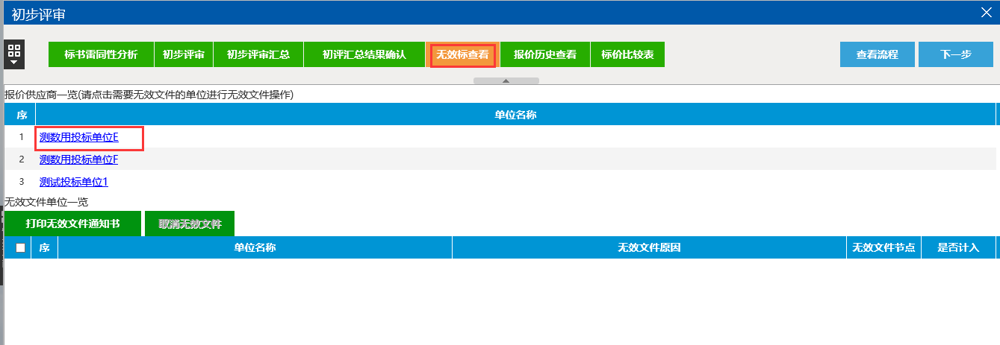 初步评审
标书雷同性分析 初步评审 初步评审汇总 初评汇总结果确认 无效标查看 报价历史查看 标价比较表 查看流程 下一步
报价供应商一览(请点击需要无效文件的单位进行无效文件操作)
序 单位名称
1 测数用投标单位E
2 测数用投标单位F
3 测试投标单位1
无效文件单位一览
打印无效文件通知书 取消无效文件
序 单位名称 无效文件原因 无效文件节点 是否计入